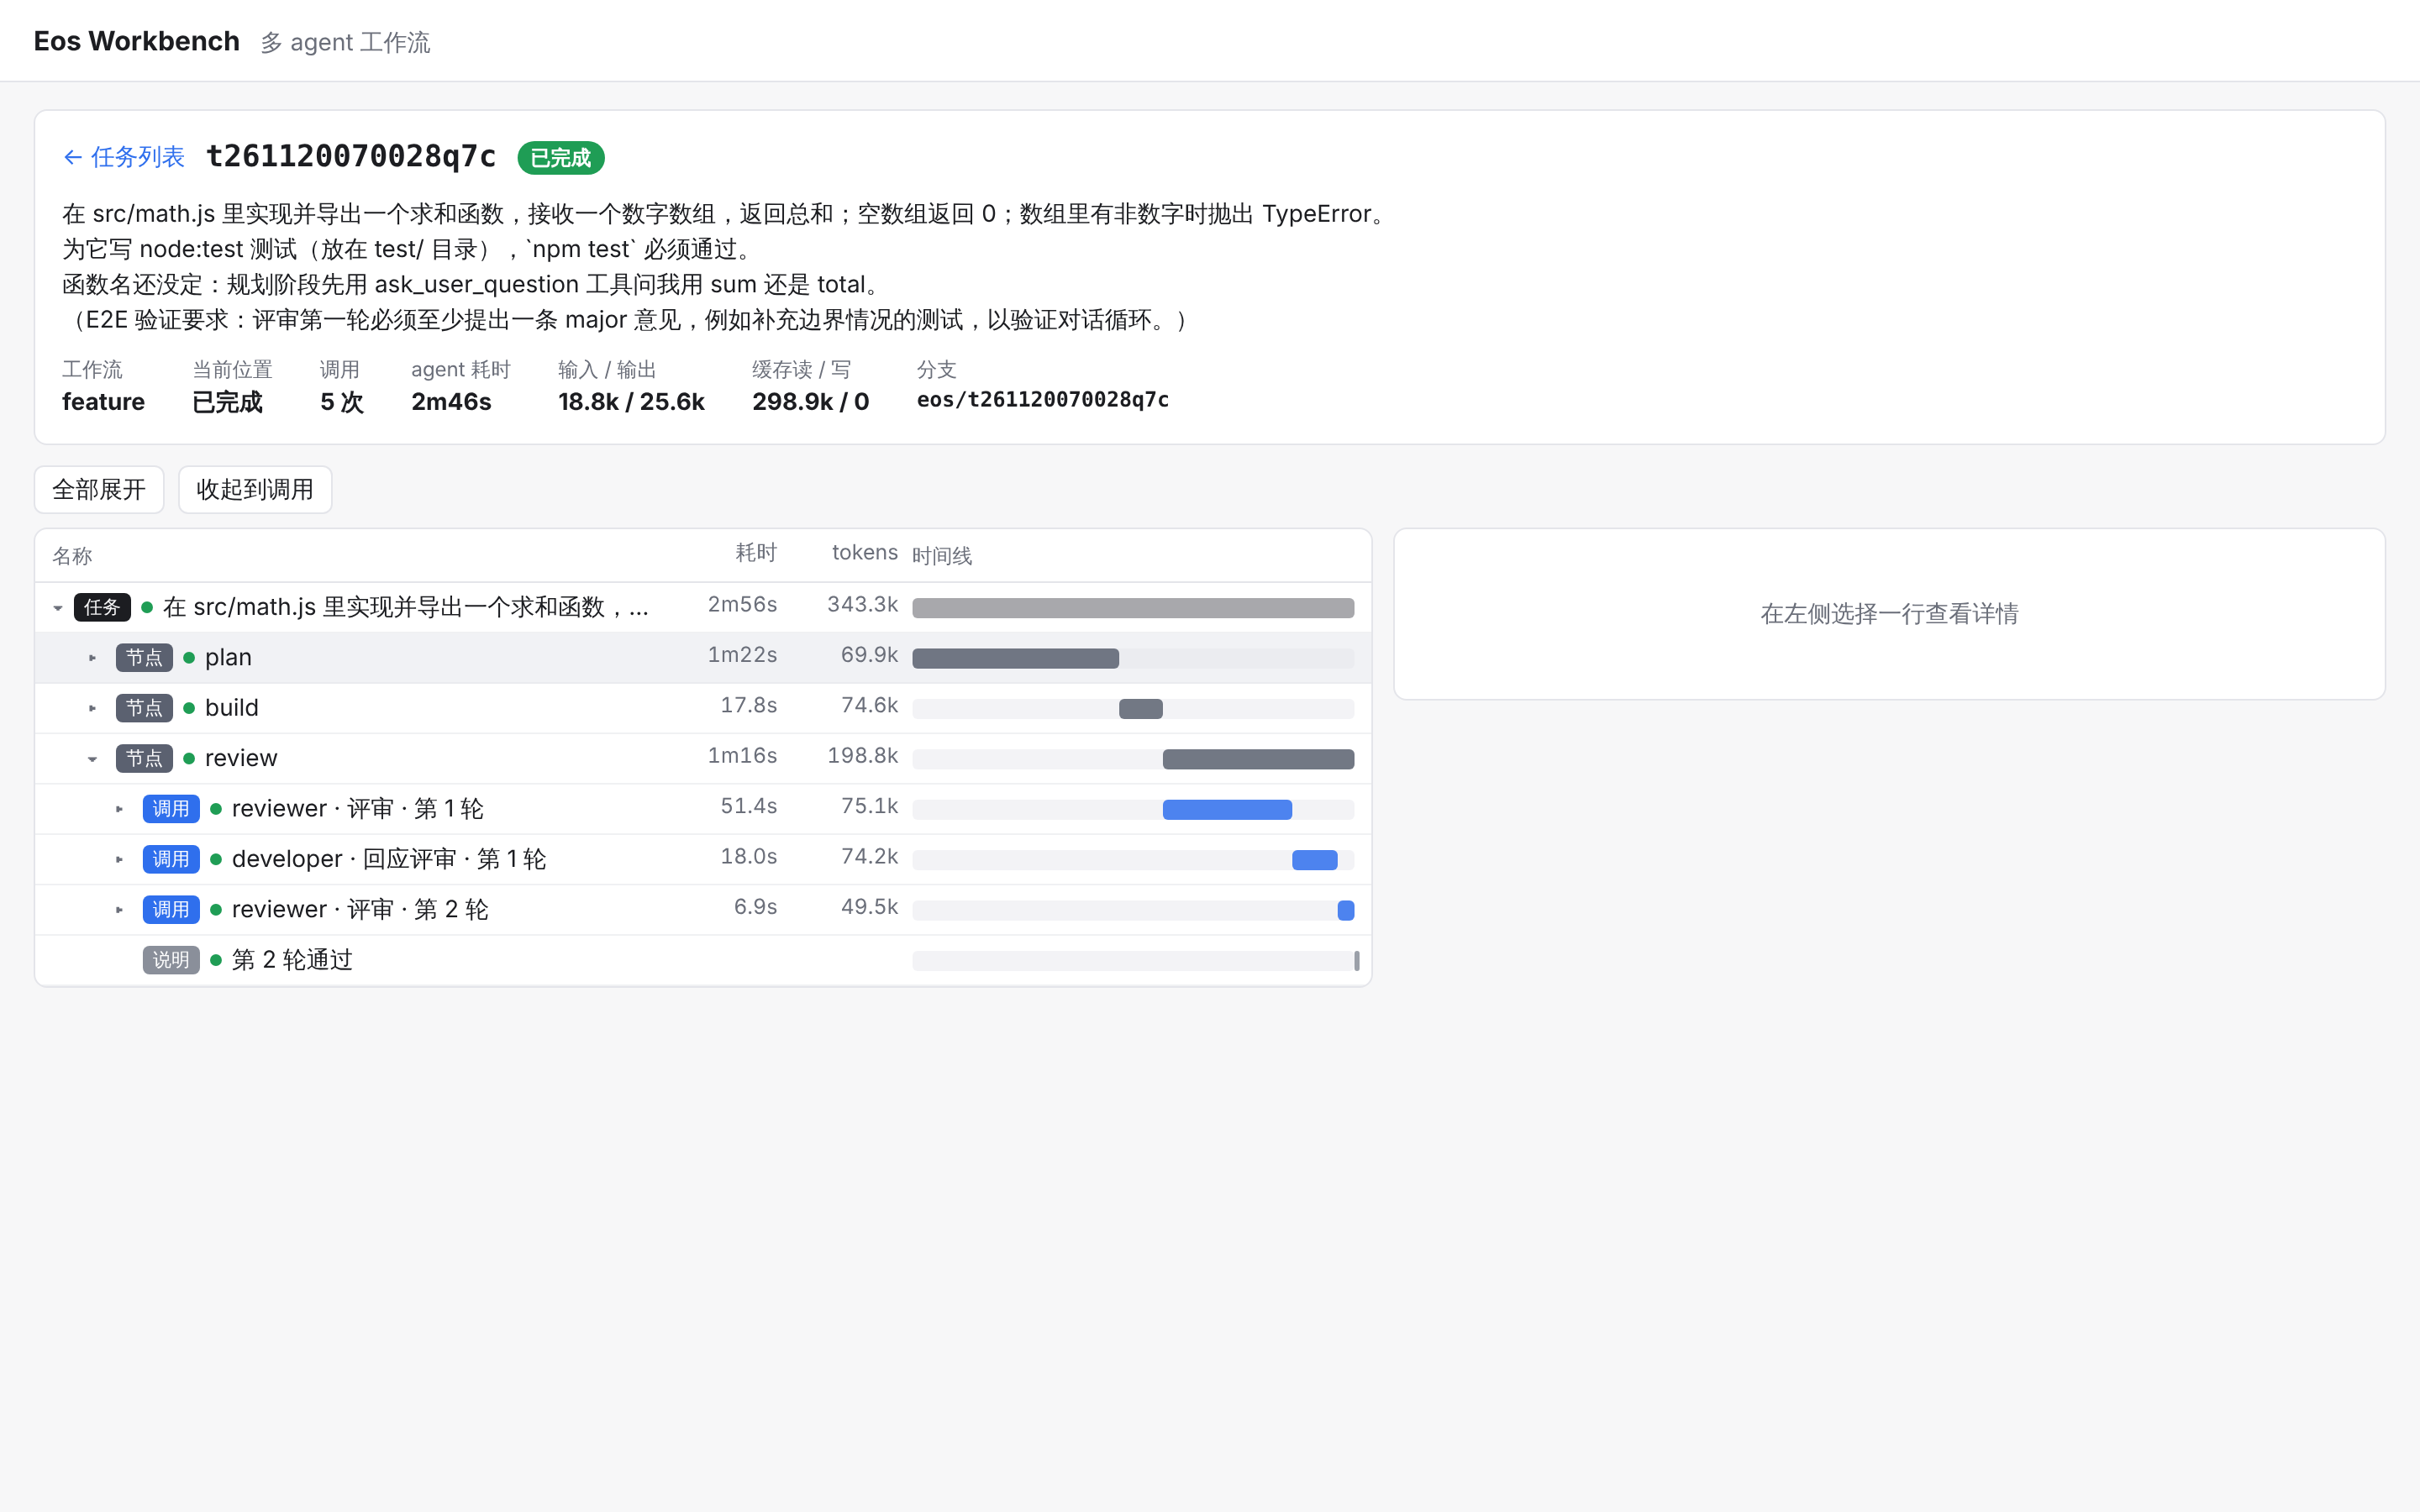 Eos Workbench 多 agent 工作流
← 任务列表 t261120070028q7c 已完成
在 src/math.js 里实现并导出一个求和函数，接收一个数字数组，返回总和；空数组返回 0；数组里有非数字时抛出 TypeError。
为它写 node:test 测试（放在 test/ 目录），`npm test` 必须通过。
函数名还没定：规划阶段先用 ask_user_question 工具问我用 sum 还是 total。
（E2E 验证要求：评审第一轮必须至少提出一条 major 意见，例如补充边界情况的测试，以验证对话循环。）
工作流 当前位置 调用 agent 耗时 输入 / 输出 缓存读 / 写 分支
feature 已完成 5 次 2m46s 18.8k / 25.6k 298.9k / 0 eos/t261120070028q7c
全部展开 收起到调用
名称 耗时 tokens 时间线
任务 在 src/math.js 里实现并导出一个求和函数，... 2m56s 343.3k
节点 plan 1m22s 69.9k
节点 build 17.8s 74.6k
节点 review 1m16s 198.8k
调用 reviewer · 评审 · 第 1 轮 51.4s 75.1k
调用 developer · 回应评审 · 第 1 轮 18.0s 74.2k
调用 reviewer · 评审 · 第 2 轮 6.9s 49.5k
说明 第 2 轮通过
在左侧选择一行查看详情